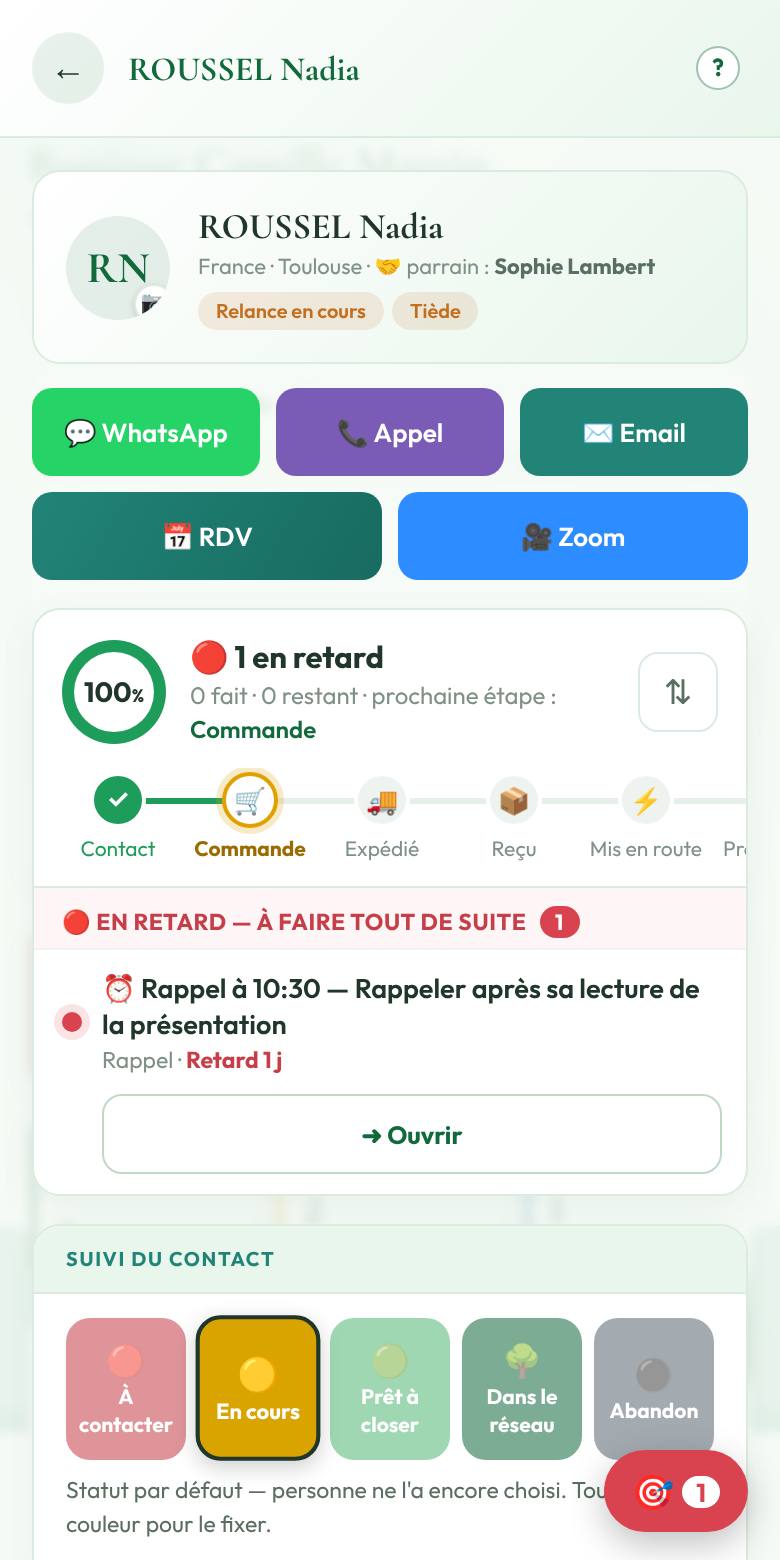 ← ROUSSEL Nadia ?
RN
ROUSSEL Nadia
France · Toulouse · 🤝 parrain : Sophie Lambert
Relance en cours Tiède
💬 WhatsApp 📞 Appel ✉️ Email
📅 RDV 🎥 Zoom
100%
🔴 1 en retard
0 fait · 0 restant · prochaine étape :
Commande
⇅
Contact Commande Expédié Reçu Mis en route
🔴 EN RETARD — À FAIRE TOUT DE SUITE 1
⏰ Rappel à 10:30 — Rappeler après sa lecture de
la présentation
Rappel · Retard 1 j
➜ Ouvrir
SUIVI DU CONTACT
À
contacter
En cours
Prêt à
closer
Dans le
réseau
Abandon
Statut par défaut — personne ne l'a encore choisi.
couleur pour le fixer.
🎯 1